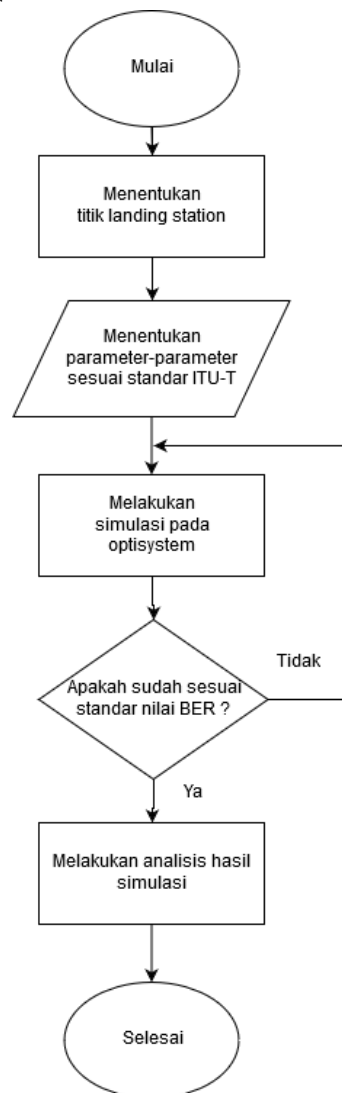 Mulai
Menentukan
titik landing station
Menentukan
parameter-parameter
sesuai standar ITU-T
Melakukan
simulasi pada
optisystem
Tidak
Apakah sudah sesuai
standar nilai BER ?
Ya
Melakukan analisis hasil
simulasi
Selesai